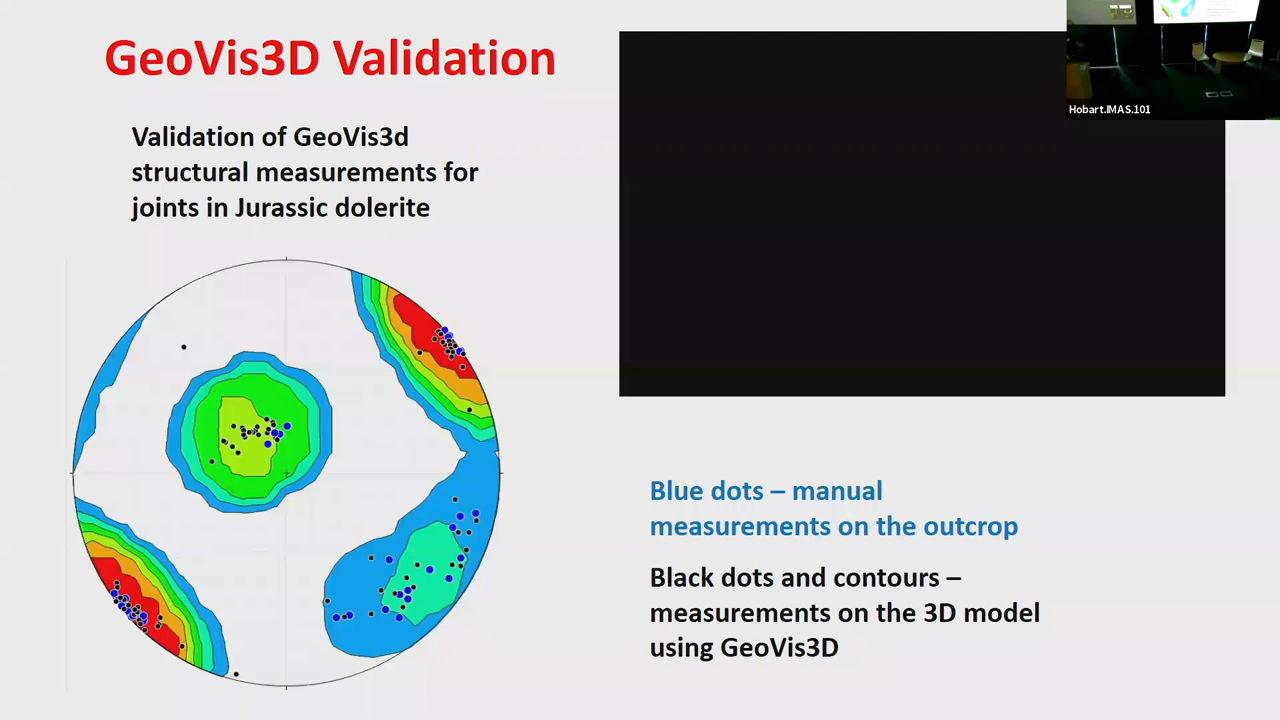 GeoVis3D Validation
Validation of GeoVis3d
structural measurements for
joints in Jurassic dolerite
Hobart.IMAS.101
Blue dots – manual
measurements on the outcrop
Black dots and contours –
measurements on the 3D model
using GeoVis3D